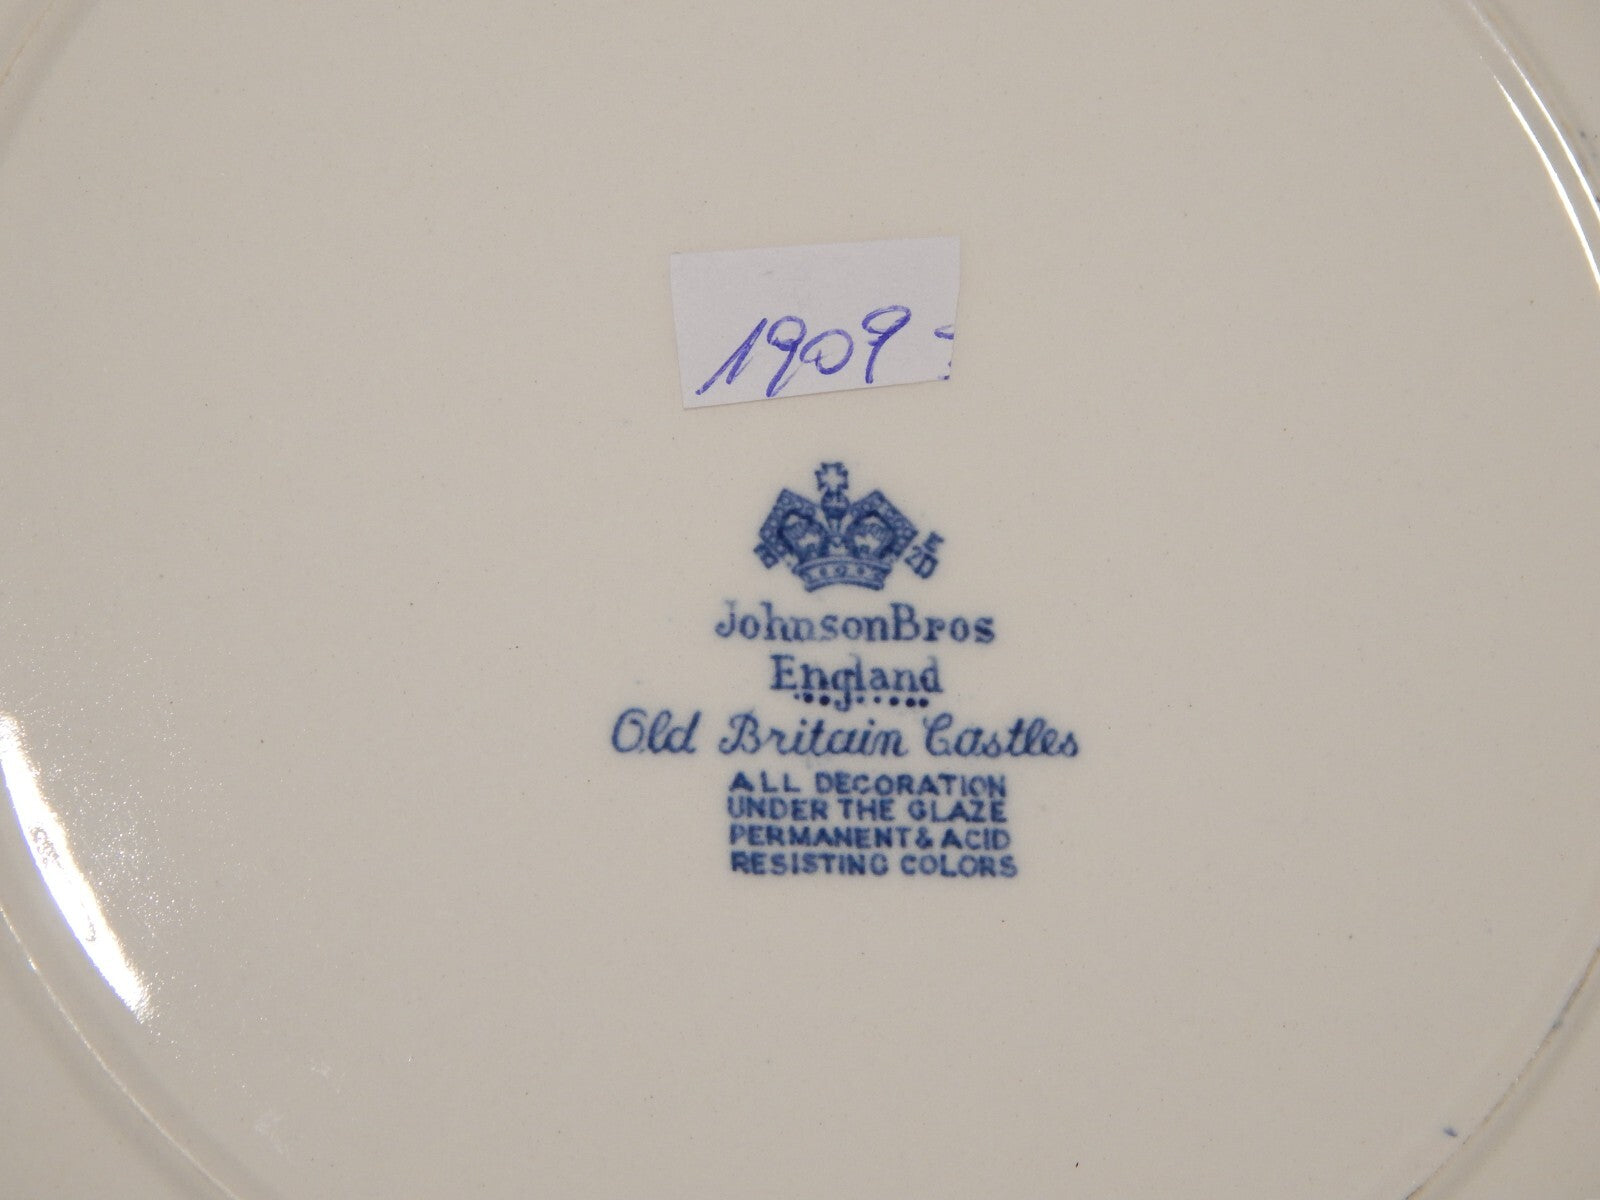 1909
JohnsonBros
England
Old Britain Castles
ALL DECORATION
UNDER THE GLAZE
PERMANENT & ACID
RESISTING COLORS